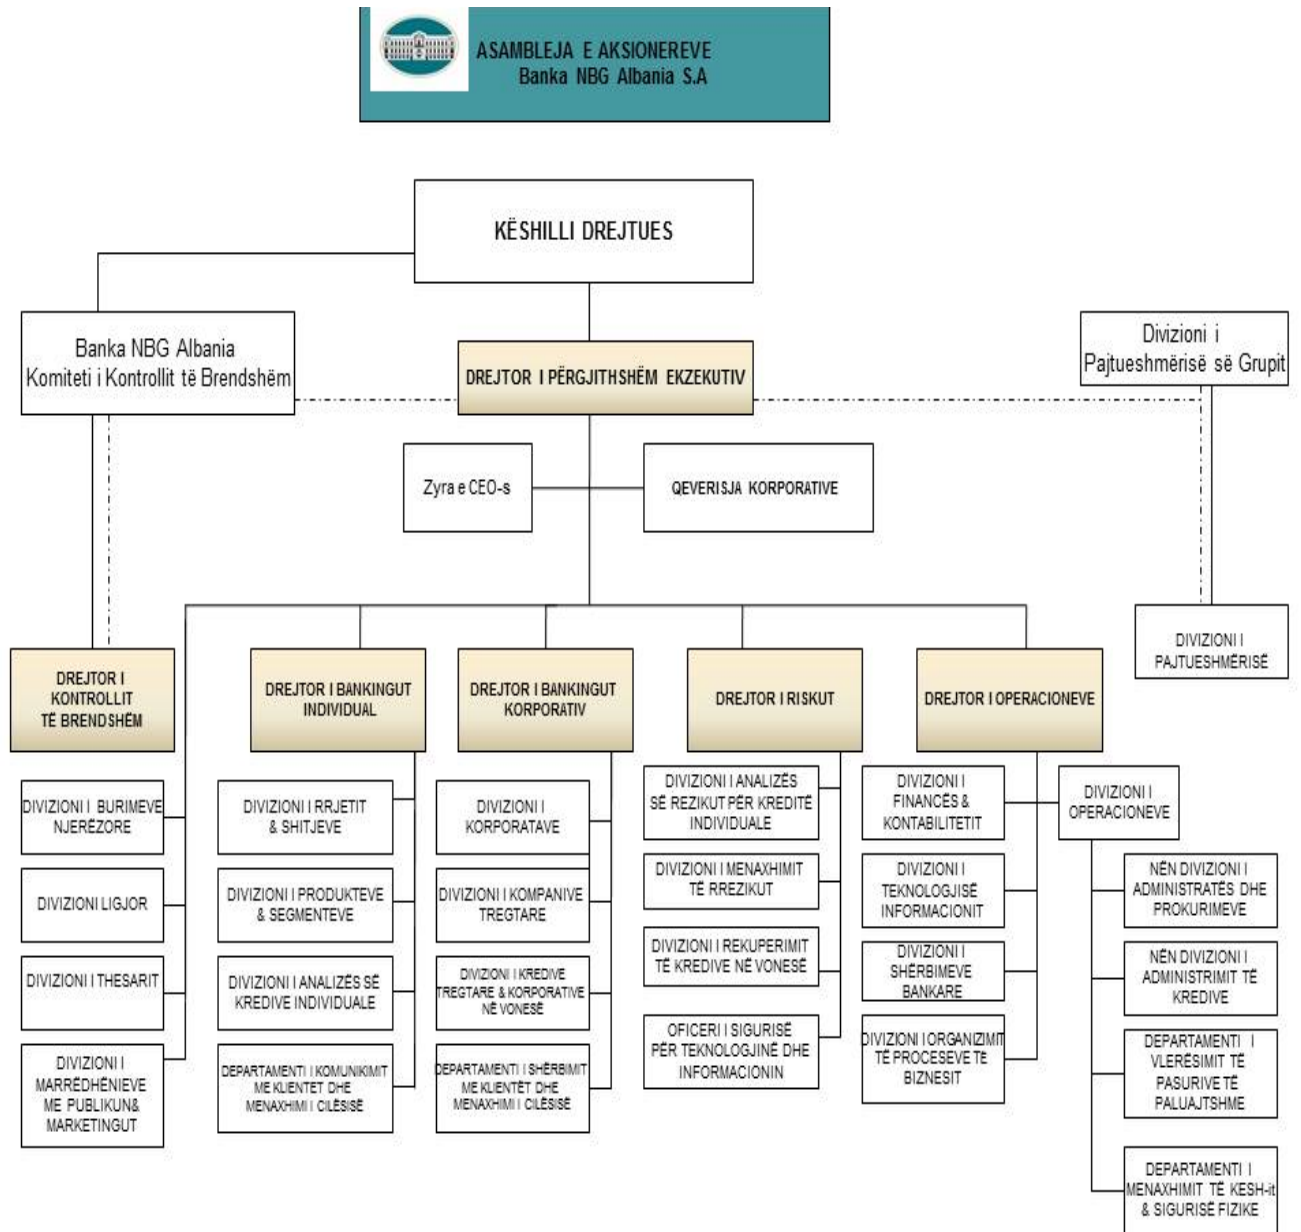 ASAMBLEJA E AKSIONEREVE
Banka NBG Albania S.A
KËSHILLI DREJTUES
Banka NBG Albania
Komiteti i Kontrollit të Brendshëm
DREJTOR I PËRGJITHSHËM EKZEKUTIV
Divizioni i
Pajtueshmërisë së Grupit
Zyra e CEO-s
QEVERISJA KORPORATIVE
DIVIZIONI I
PAJTUESHMËRISË
DREJTOR I
KONTROLLIT
TË BRENDSHËM
DREJTOR I BANKINGUT
INDIVIDUAL
DREJTOR I BANKINGUT
KORPORATIV
DREJTOR I RISKUT
DREJTOR I OPERACIONEVE
DIVIZIONI I BURIMEVE
NJERËZORE
DIVIZIONI LIGJOR
DIVIZIONI I THESARIT
DIVIZIONI I
MARRËDHËNIEVE
ME PUBLIKUN&
MARKETINGUT
DIVIZIONI I RRJETIT
& SHITJEVE
DIVIZIONI I PRODUKTEVE
& SEGMENTEVE
DIVIZIONI I ANALIZËS SË
KREDIVE INDIVIDUALE
DEPARTAMENTI I KOMUNIKIMIT
ME KLIENTET DHE
MENAXHIMI I CILËSISË
DIVIZIONI I
KORPORATAVE
DIVIZIONI I KOMPANIVE
TREGTARE
DIVIZIONI I KREDIVE
TREGTARE & KORPORATIVE
NË VONESË
DEPARTAMENTI I SHËRBIMIT
ME KLIENTËT DHE
MENAXHIMI I CILËSISË
DIVIZIONI I ANALIZËS
SË REZIKUT PËR KREDITË
INDIVIDUALE
DIVIZIONI I MENAXHIMIT
TË RREZIKUT
DIVIZIONI I REKUPERIMIT
TË KREDIVE NË VONESË
OFICERI I SIGURISË
PËR TEKNOLOGJINË DHE
INFORMACIONIN
DIVIZIONI I
FINANCËS &
KONTABILITETIT
DIVIZIONI I
TEKNOLOGJISË
INFORMACIONIT
DIVIZIONI I
SHËRBIMEVE
BANKARE
DIVIZIONI I ORGANIZIMIT
TË PROCESEVE TË
BIZNESIT
DIVIZIONI I
OPERACIONEVE
NËN DIVIZIONI I
ADMINISTRATËS DHE
PROKURIMEVE
NËN DIVIZIONI I
ADMINISTRIMIT TË
KREDIVE
DEPARTAMENTI I
VLERËSIMIT TË
PASURIVE TË
PALUAJTSHME
DEPARTAMENTI I
MENAXHIMIT TË KESH-it
& SIGURISË FIZIKE